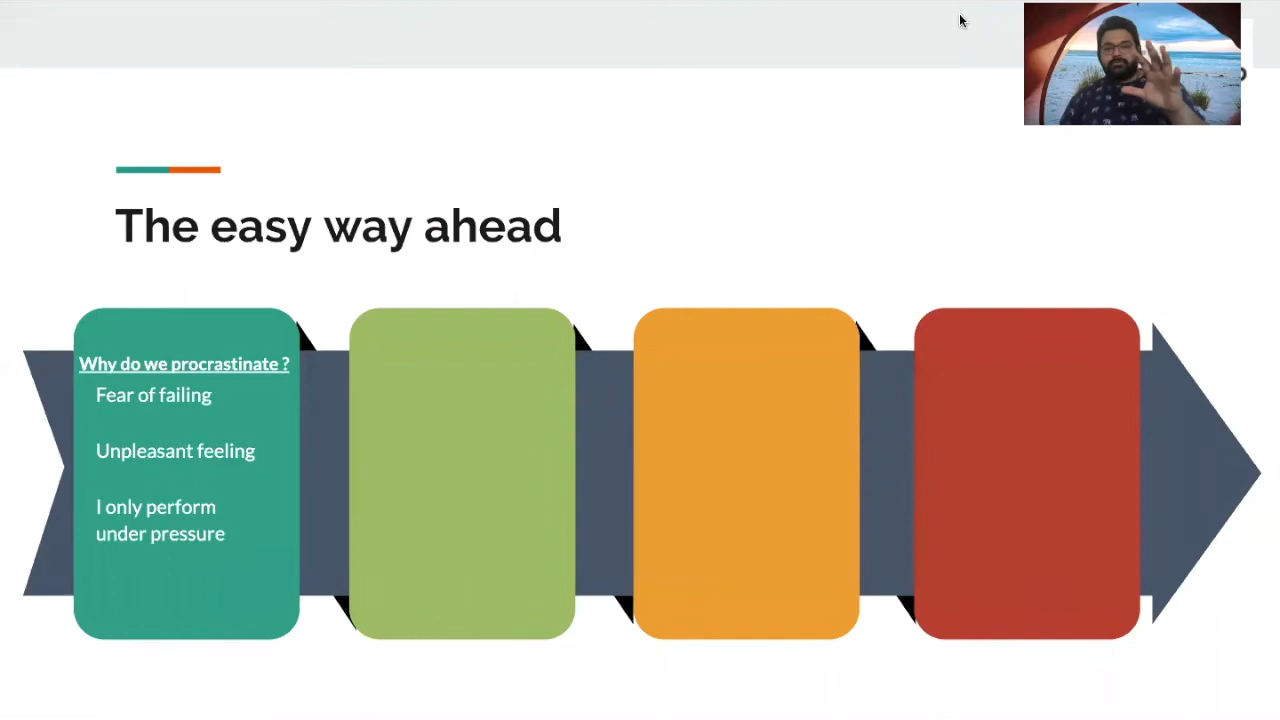 The easy way ahead
Why do we procrastinate ?
Fear of failing
Unpleasant feeling
I only perform
under pressure